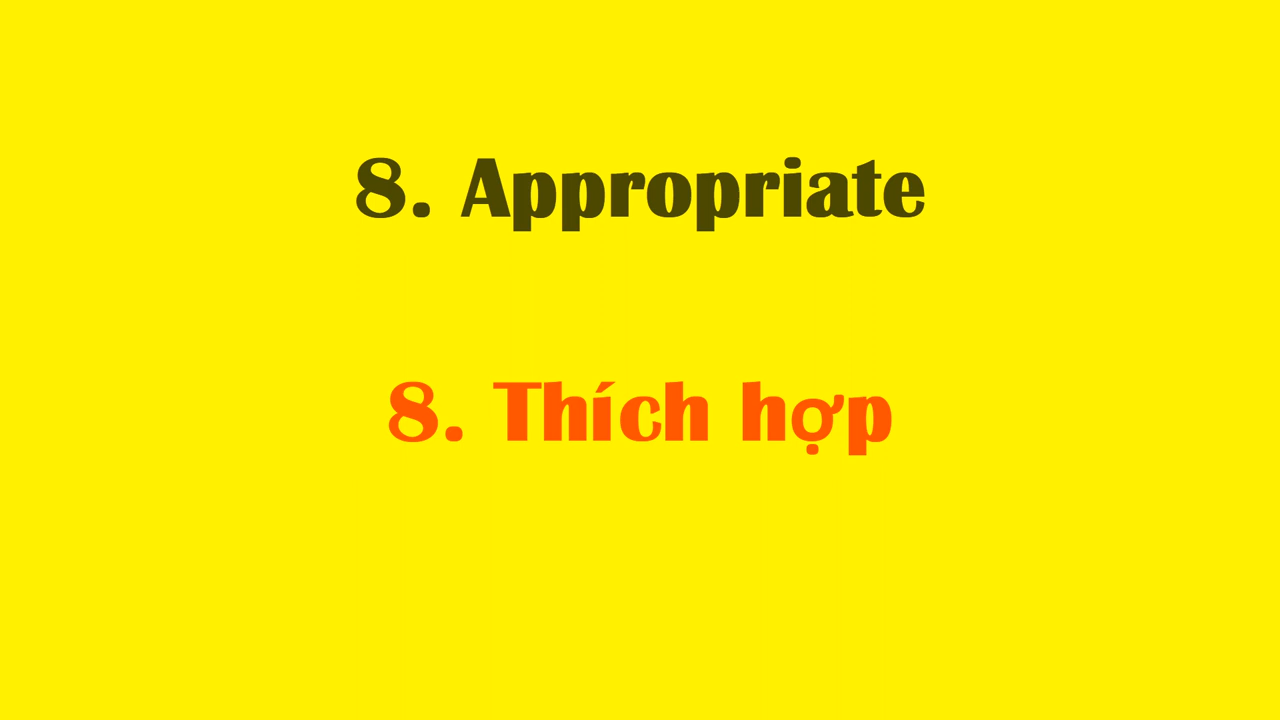 8. Appropriate
8. Thích hợp